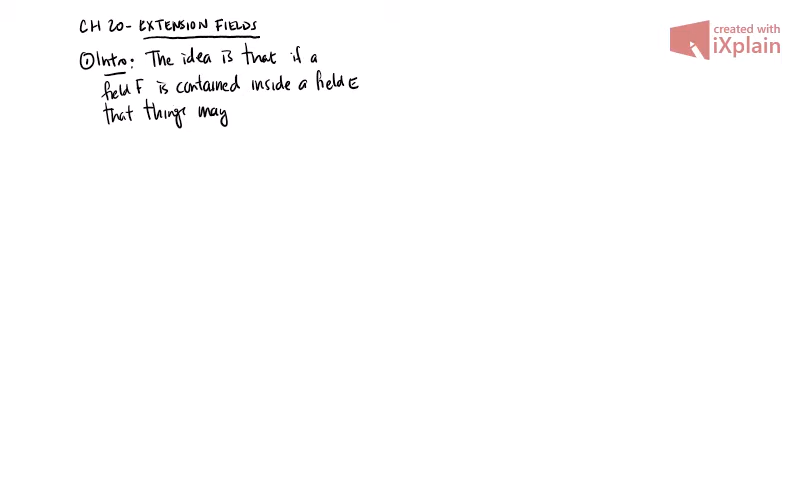 CH 20 - EXTENSION FIELDS
① Intro: The idea is that if a
field F is contained inside a field E
that things may
created with
iXplain